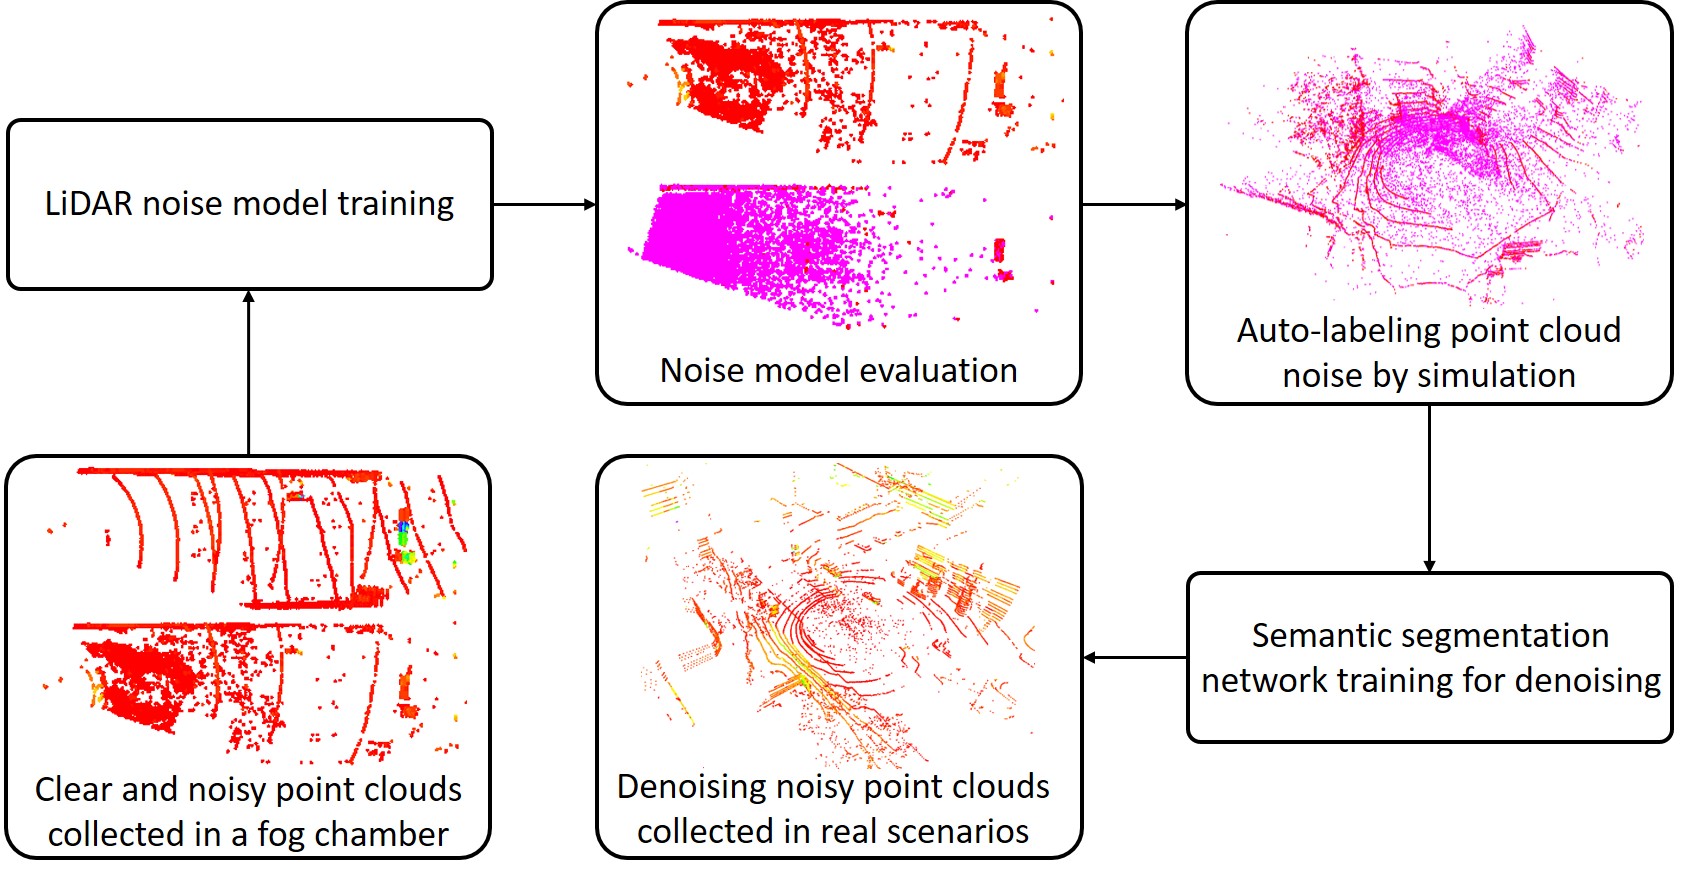 LiDAR noise model training
Noise model evaluation
Auto-labeling point cloud
noise by simulation
Clear and noisy point clouds
collected in a fog chamber
Denoising noisy point clouds
collected in real scenarios
Semantic segmentation
network training for denoising